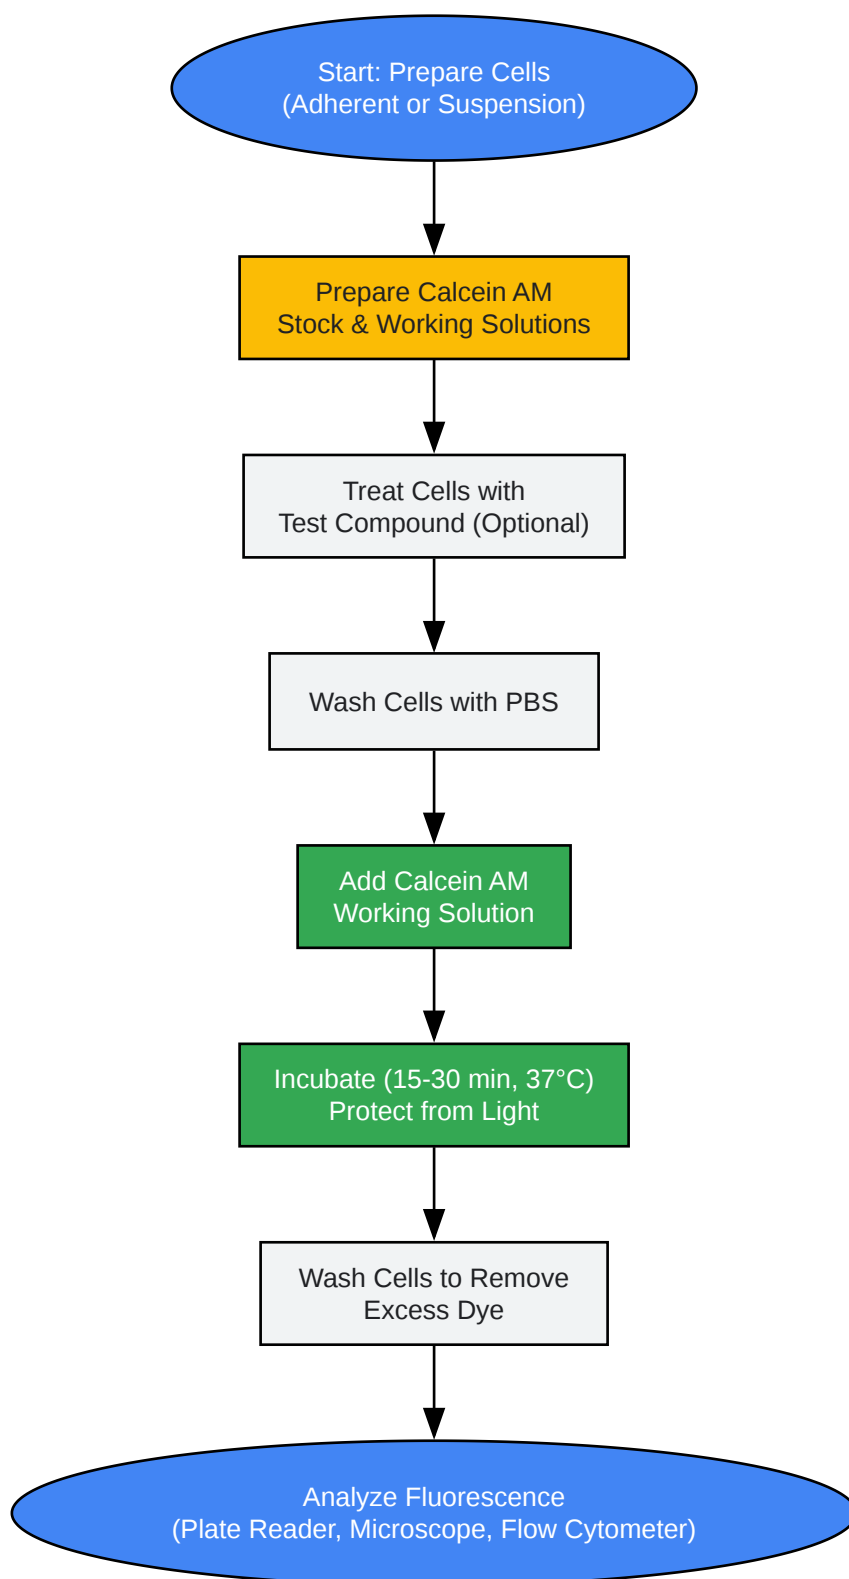 Start: Prepare Cells
(Adherent or Suspension)
Prepare Calcein AM
Stock & Working Solutions
Treat Cells with
Test Compound (Optional)
Wash Cells with PBS
Add Calcein AM
Working Solution
Incubate (15-30 min, 37°C)
Protect from Light
Wash Cells to Remove
Excess Dye
Analyze Fluorescence
(Plate Reader, Microscope, Flow Cytometer)